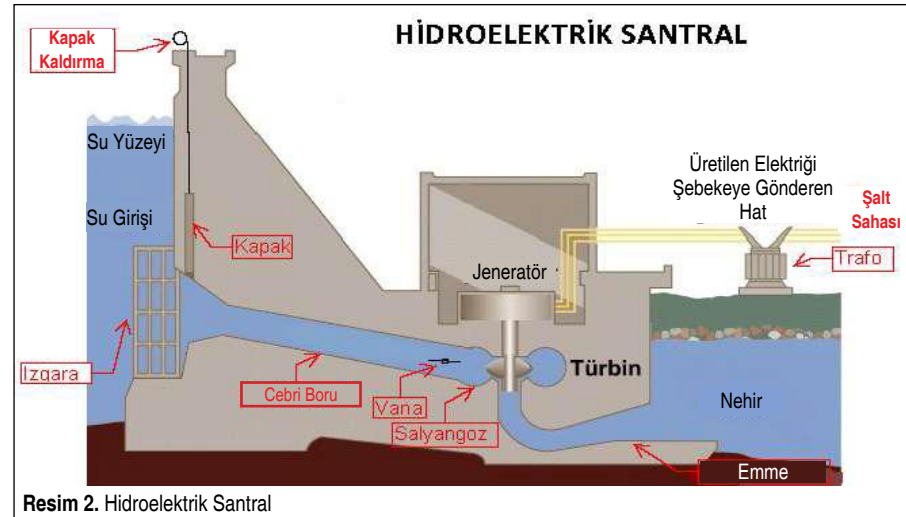 HİDROELEKTRİK SANTRAL
Kapak
Kaldırma
Su Yüzeyi
Su Girişi
Kapak
Izgara
Cebri Boru
Vana
Salyangoz
Jeneratör
Türbin
Üretilen Elektriği
Şebekeye Gönderen
Hat
Şalt
Sahası
Trafo
Nehir
Emme
Resim 2. Hidroelektrik Santral